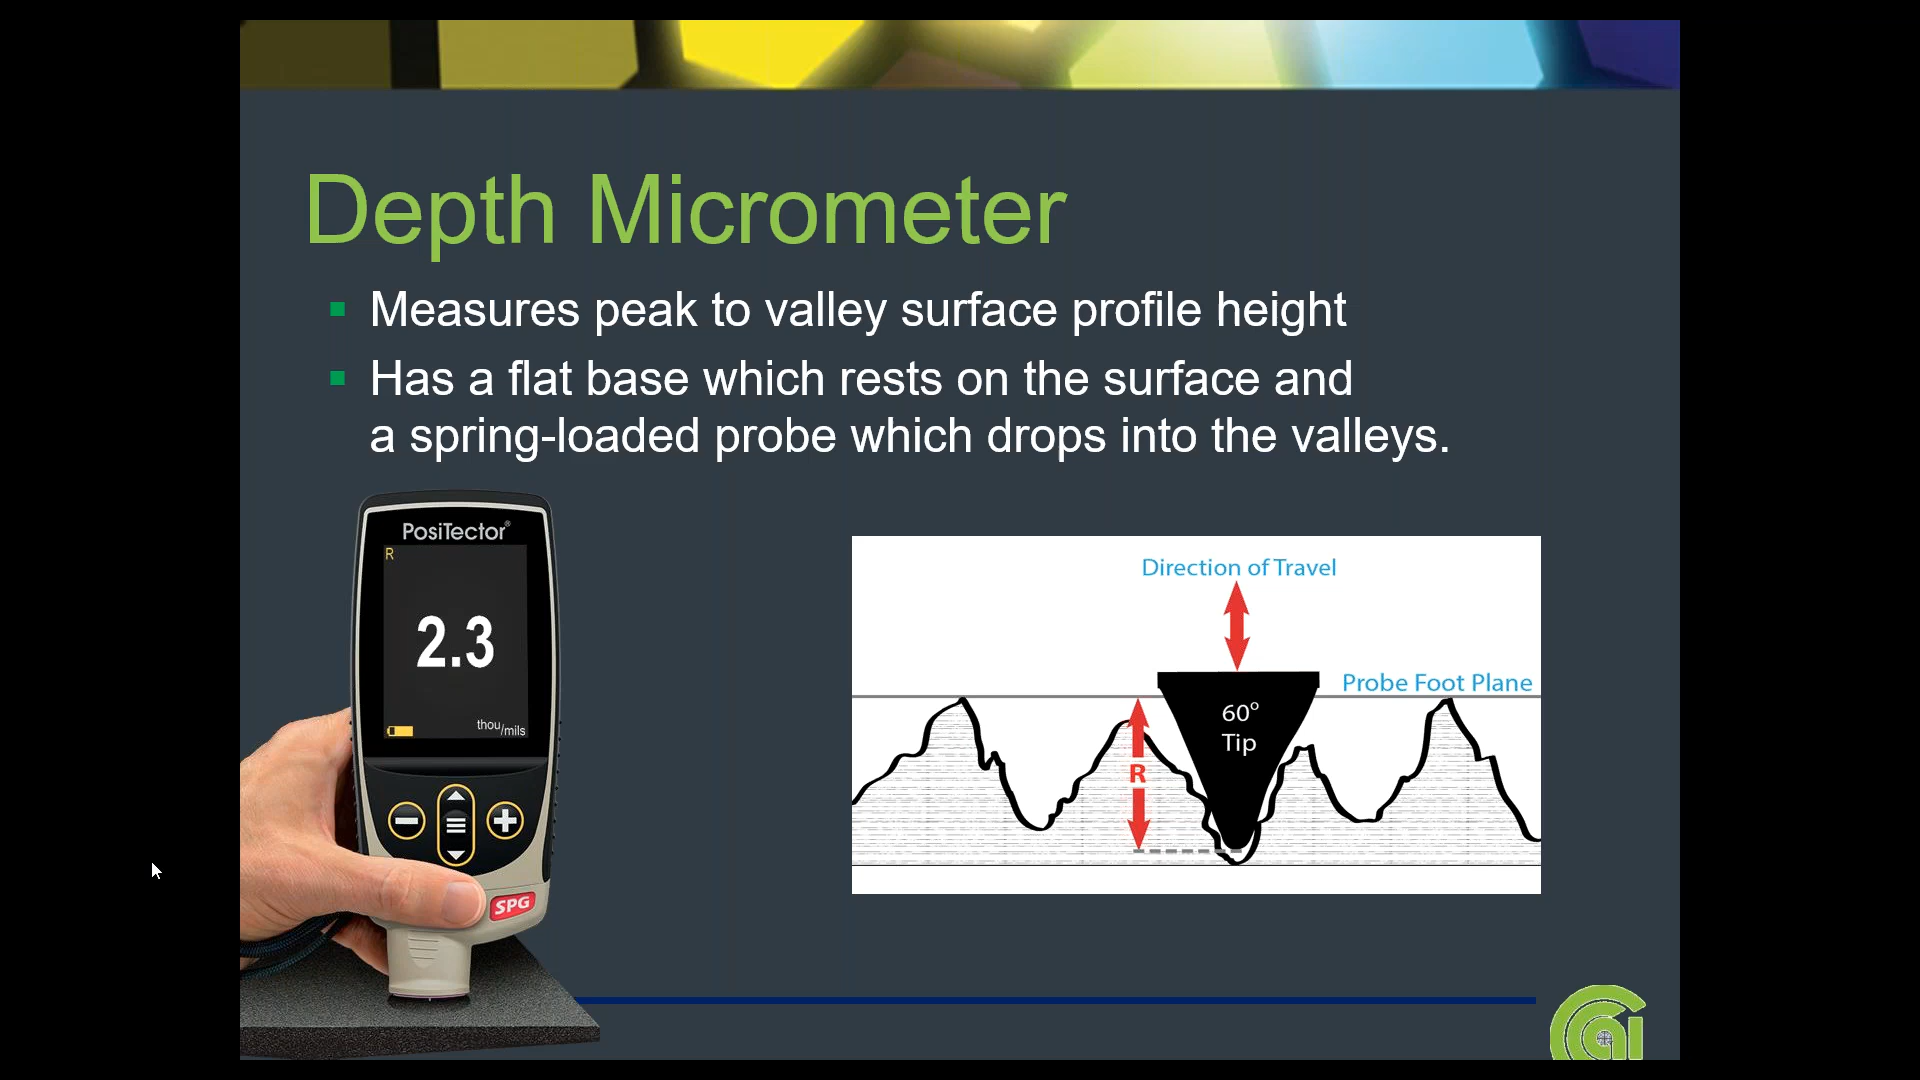 Depth Micrometer
Measures peak to valley surface profile height
Has a flat base which rests on the surface and
a spring-loaded probe which drops into the valleys.
PosiTector®
R
2.3
thou/mils
SPG
Direction of Travel
Probe Foot Plane
60°
Tip
R